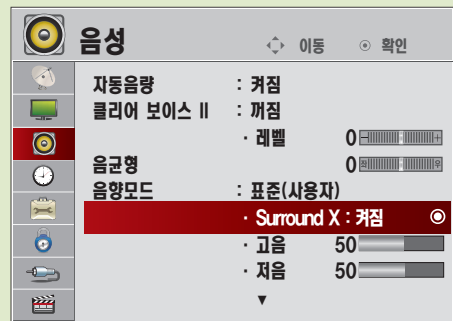 음성
이동 ⊙ 확인
자동음량 : 켜짐
클리어 보이스 II : 꺼짐
· 레벨 0 - +
음균형 0 좌 우
음향모드 : 표준(사용자)
· Surround X : 켜짐
· 고음 50
· 저음 50
▼